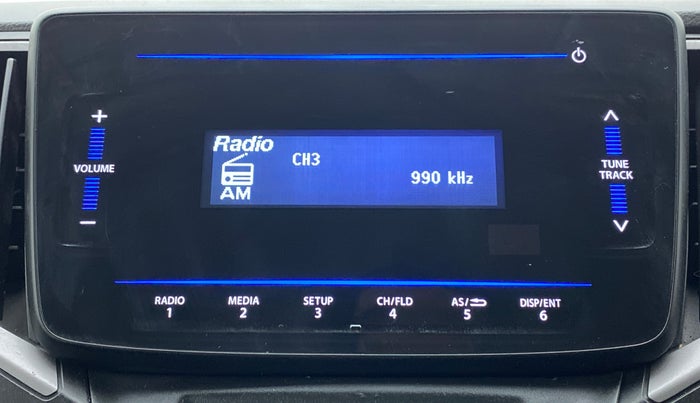 Radio
CH3
990 kHz
AM
+
VOLUME
−
TUNE
TRACK
RADIO
1
MEDIA
2
SETUP
3
CH/FLD
4
AS/
5
DISP/ENT
6